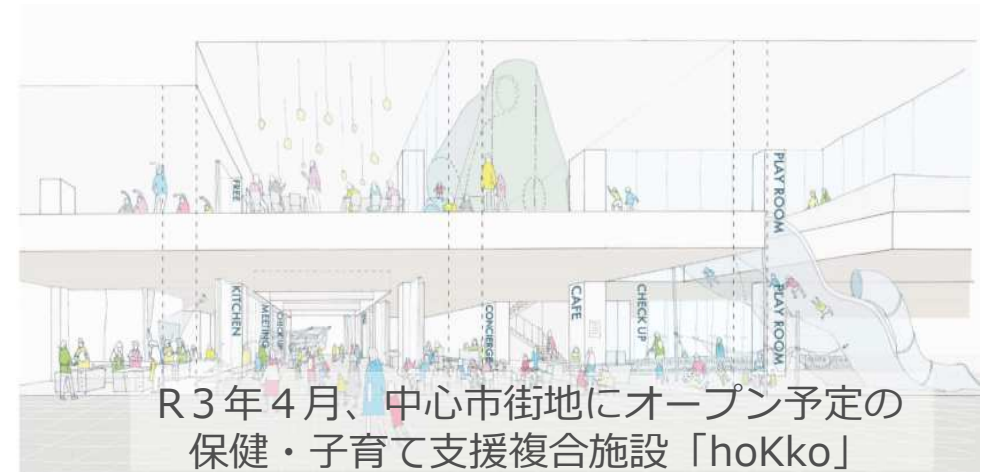 FREE
PLAY ROOM
KITCHEN
MEETING
CHECK UP
CONCIERGE
CAFE
CHECK UP
PLAY ROOM
R3年4月、中心市街地にオープン予定の
保健・子育て支援複合施設「hoKko」